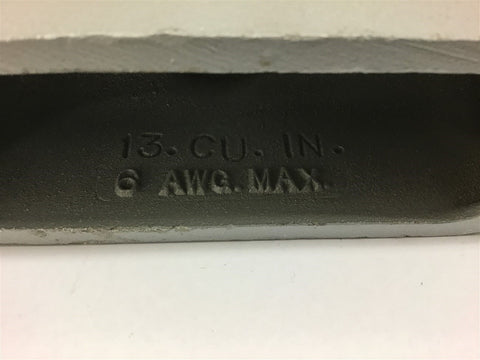 13. CU. IN.
6 AWG. MAX.